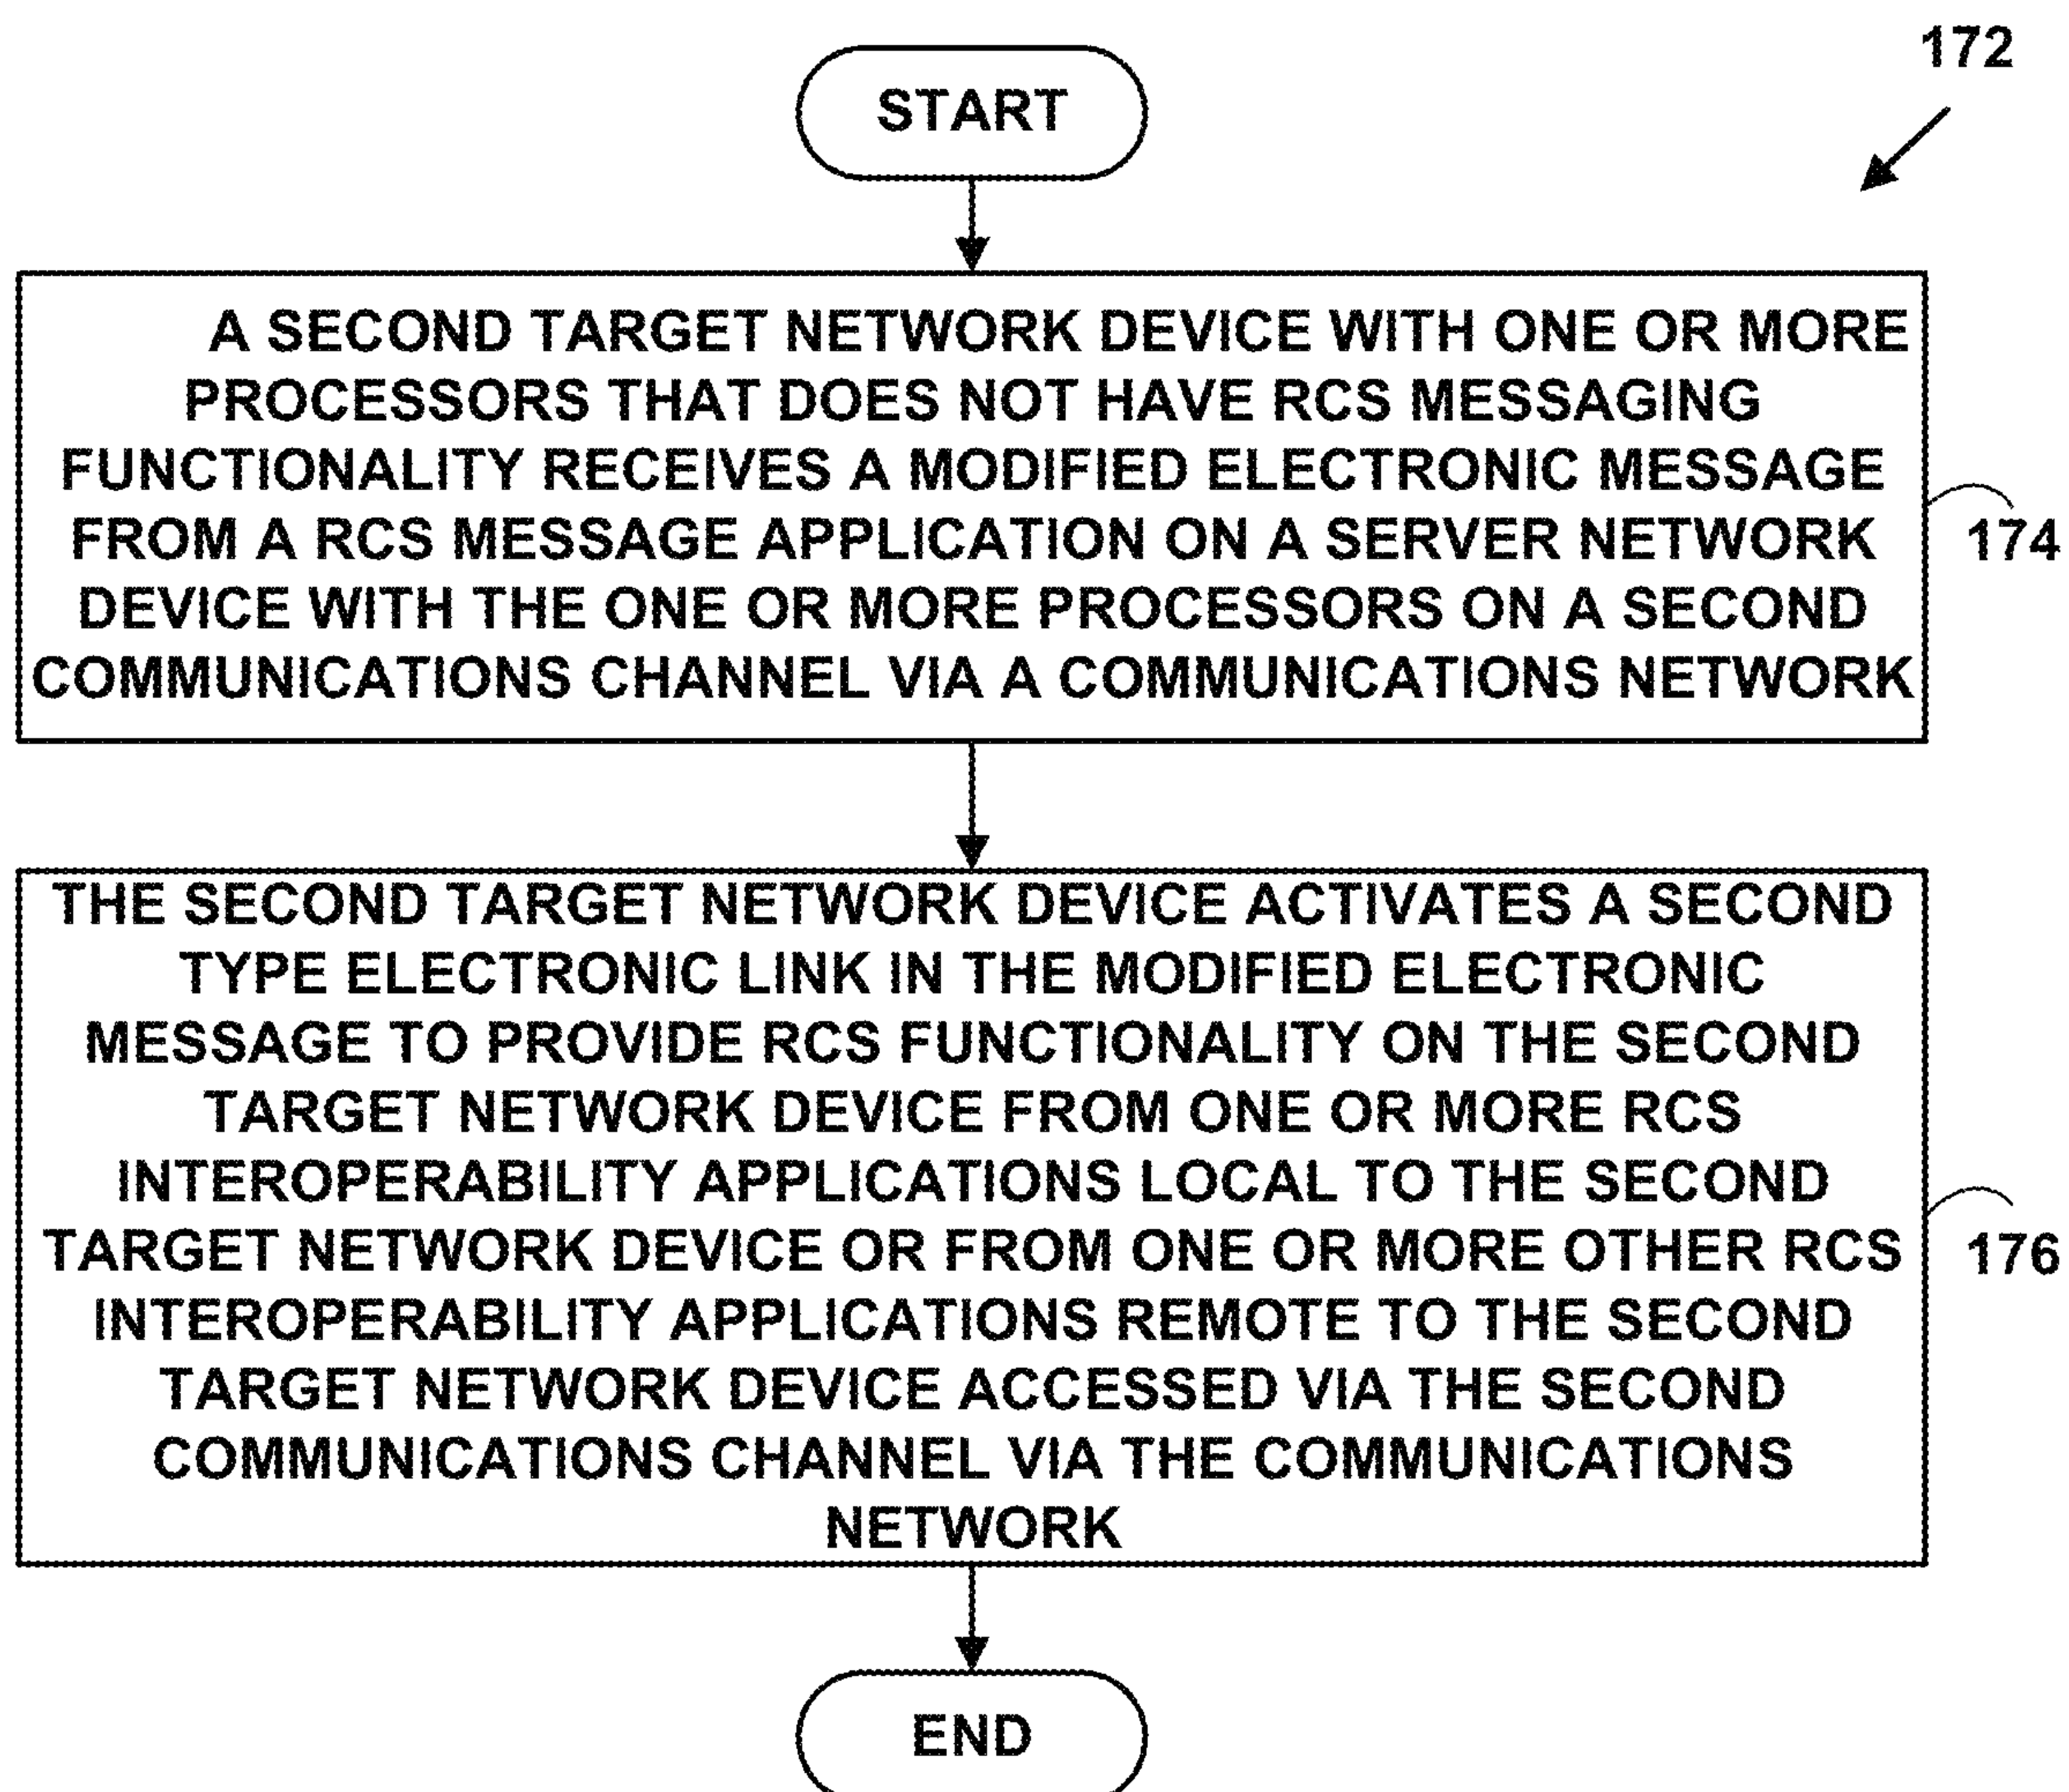 172
START
A SECOND TARGET NETWORK DEVICE WITH ONE OR MORE
PROCESSORS THAT DOES NOT HAVE RCS MESSAGING
FUNCTIONALITY RECEIVES A MODIFIED ELECTRONIC MESSAGE
FROM A RCS MESSAGE APPLICATION ON A SERVER NETWORK
DEVICE WITH THE ONE OR MORE PROCESSORS ON A SECOND
COMMUNICATIONS CHANNEL VIA A COMMUNICATIONS NETWORK
174
THE SECOND TARGET NETWORK DEVICE ACTIVATES A SECOND
TYPE ELECTRONIC LINK IN THE MODIFIED ELECTRONIC
MESSAGE TO PROVIDE RCS FUNCTIONALITY ON THE SECOND
TARGET NETWORK DEVICE FROM ONE OR MORE RCS
INTEROPERABILITY APPLICATIONS LOCAL TO THE SECOND
TARGET NETWORK DEVICE OR FROM ONE OR MORE OTHER RCS
INTEROPERABILITY APPLICATIONS REMOTE TO THE SECOND
TARGET NETWORK DEVICE ACCESSED VIA THE SECOND
COMMUNICATIONS CHANNEL VIA THE COMMUNICATIONS
NETWORK
176
END